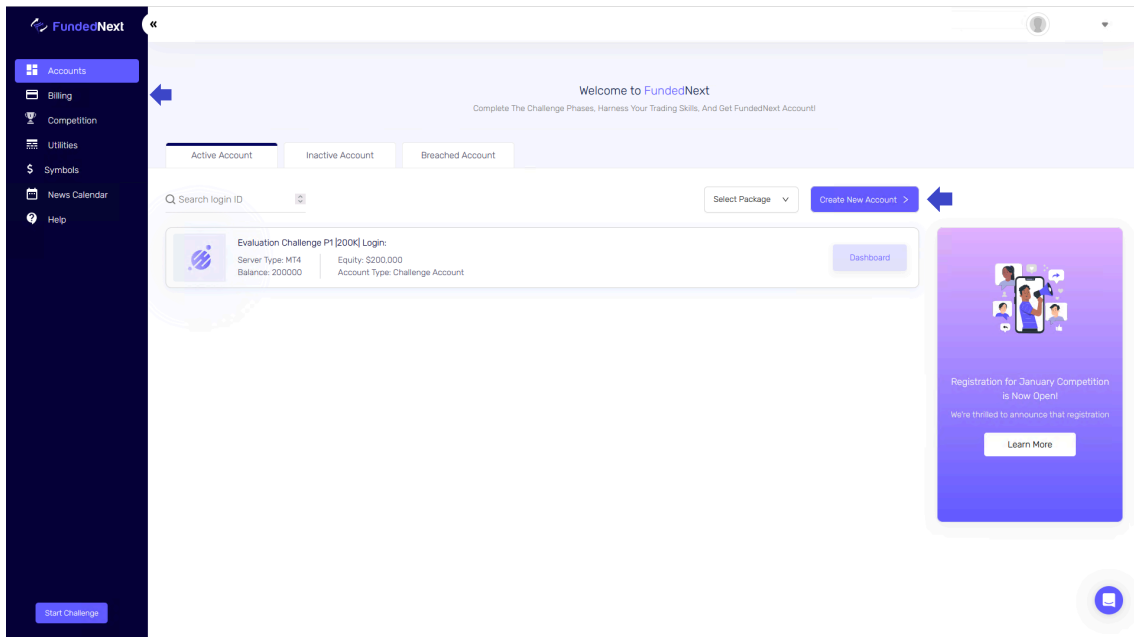 FundedNext
«
Accounts
Billing
Competition
Utilities
$ Symbols
News Calendar
Help
Start Challenge
Welcome to FundedNext
Complete The Challenge Phases, Harness Your Trading Skills, And Get FundedNext Account!
Active Account
Inactive Account
Breached Account
Search login ID
Select Package
Create New Account >
Evaluation Challenge P1 |200K| Login:
Server Type: MT4
Equity: $200,000
Balance: 200000
Account Type: Challenge Account
Dashboard
Registration for January Competition
is Now Open!
We're thrilled to announce that registration
Learn More